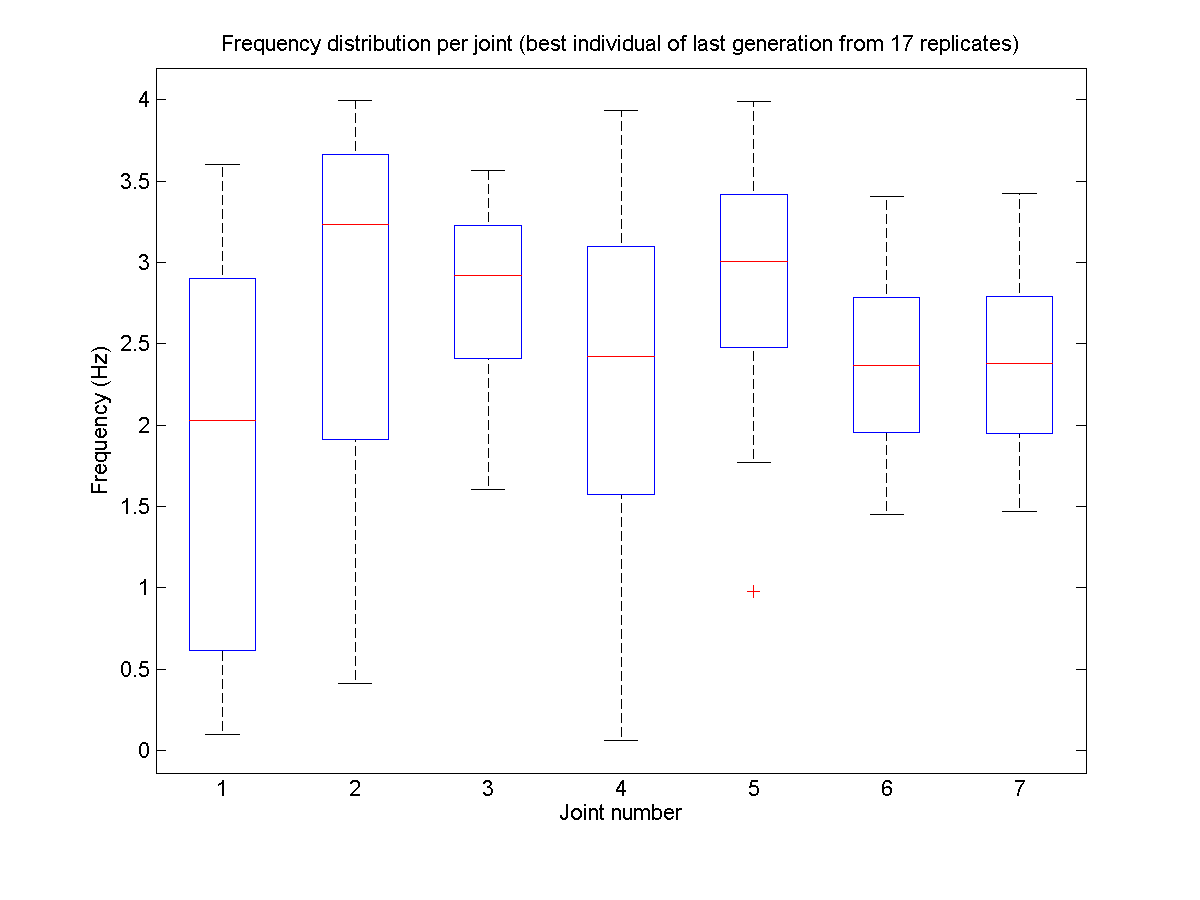 Frequency distribution per joint (best individual of last generation from 17 replicates)
4
3.5
3
2.5
2
1.5
1
0.5
0
Frequency (Hz)
1 2 3 4 5 6 7
Joint number